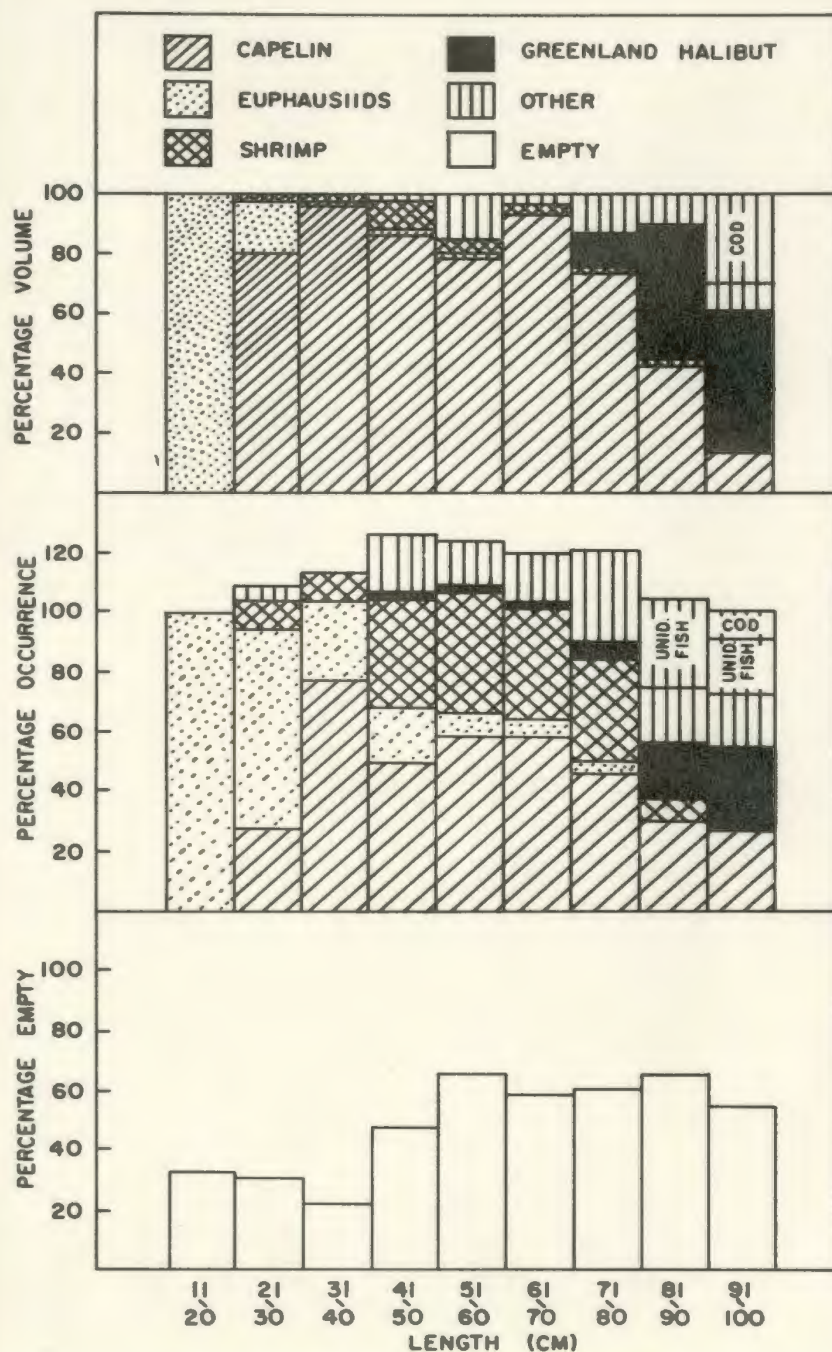 CAPELIN
GREENLAND HALIBUT
EUPHAUSIIDS
OTHER
SHRIMP
EMPTY
PERCENTAGE VOLUME
100
80
60
40
20
COD
PERCENTAGE OCCURRENCE
120
100
80
60
40
20
UNID.
FISH
COD
UNID.
FISH
PERCENTAGE EMPTY
100
80
60
40
20
11 21 31 41 51 61 71 81 91
20 30 40 50 60 70 80 90 100
LENGTH (CM)